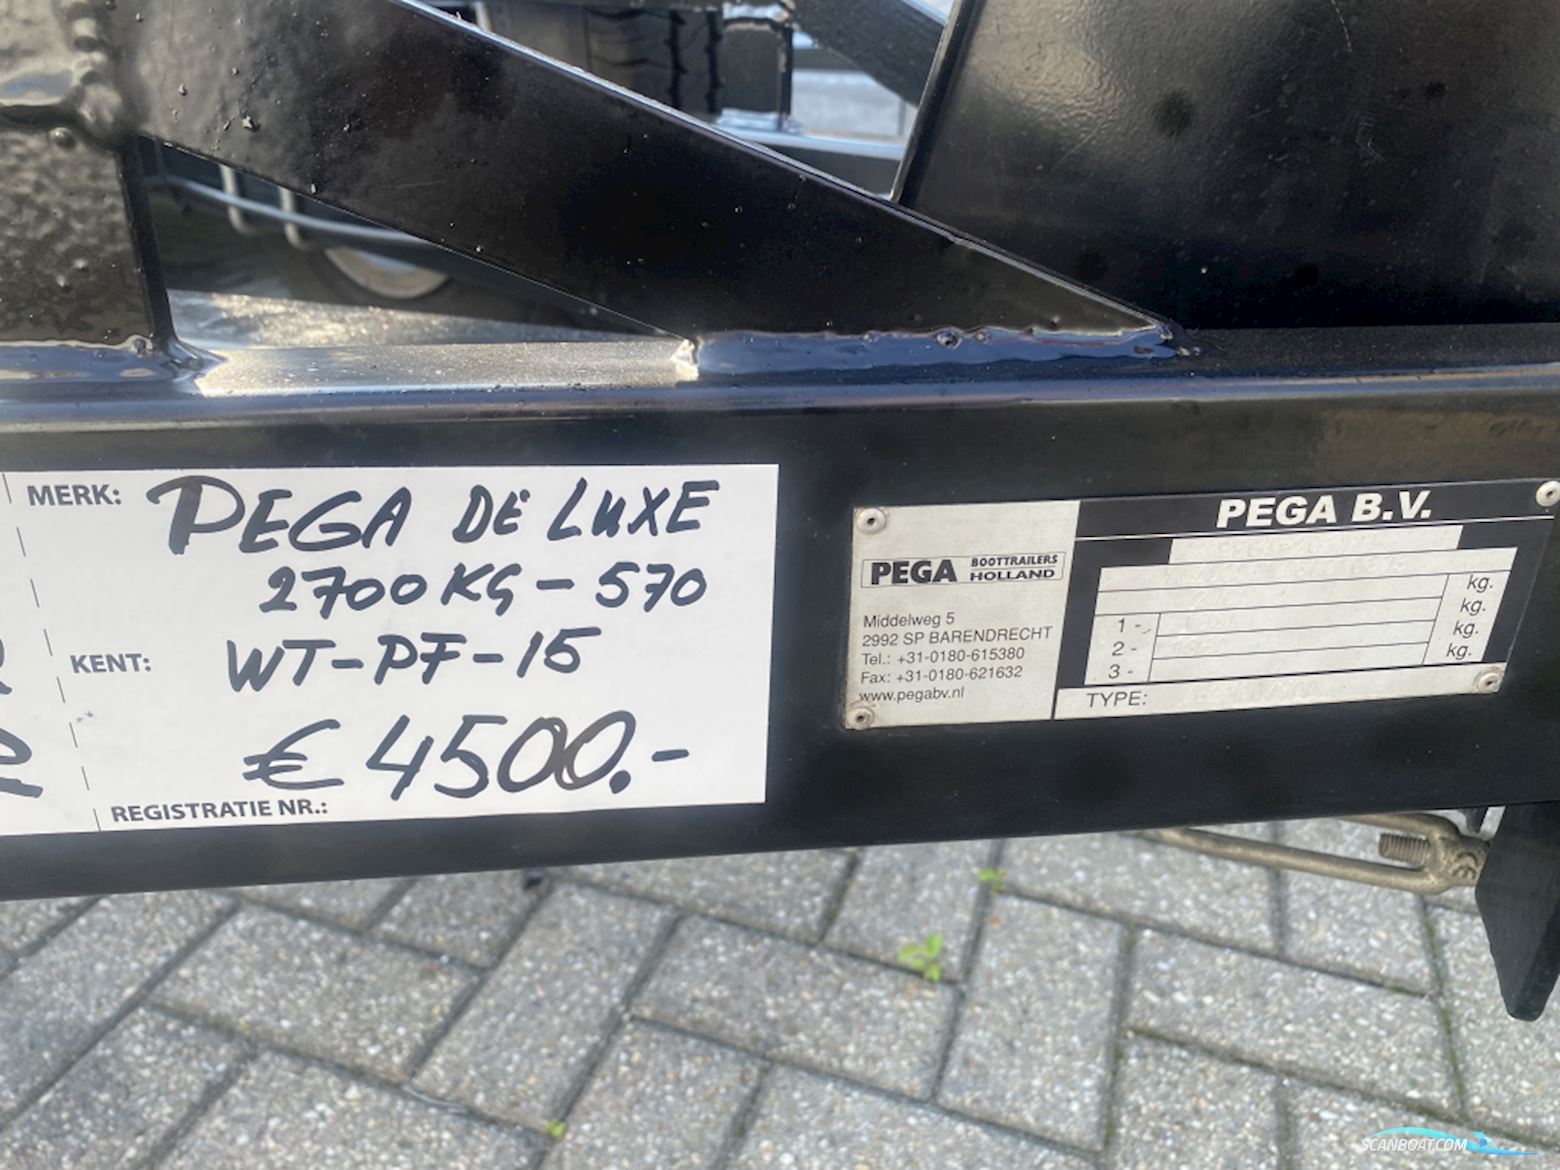 MERK: PEGA DE LUXE
2700KG - 570
KENT: WT-PF-15
€ 4500.-
REGISTRATIE NR.:
PEGA BOOTTRAILERS HOLLAND
Middelweg 5
2992 SP BARENDRECHT
Tel.: +31-0180-615380
Fax: +31-0180-621632
www.pegabv.nl
PEGA B.V.
kg.
kg.
1 - kg.
2 - kg.
3 -
TYPE:
SCANBOAT.COM